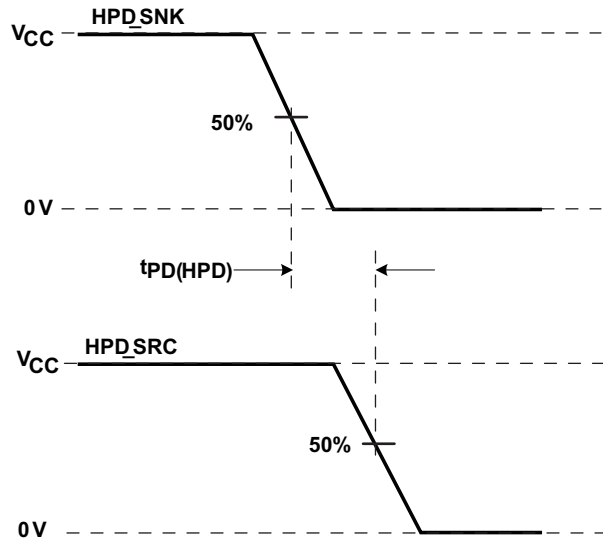 HPD_SNK
VCC
50%
0 V
tPD(HPD)
HPD_SRC
VCC
50%
0 V